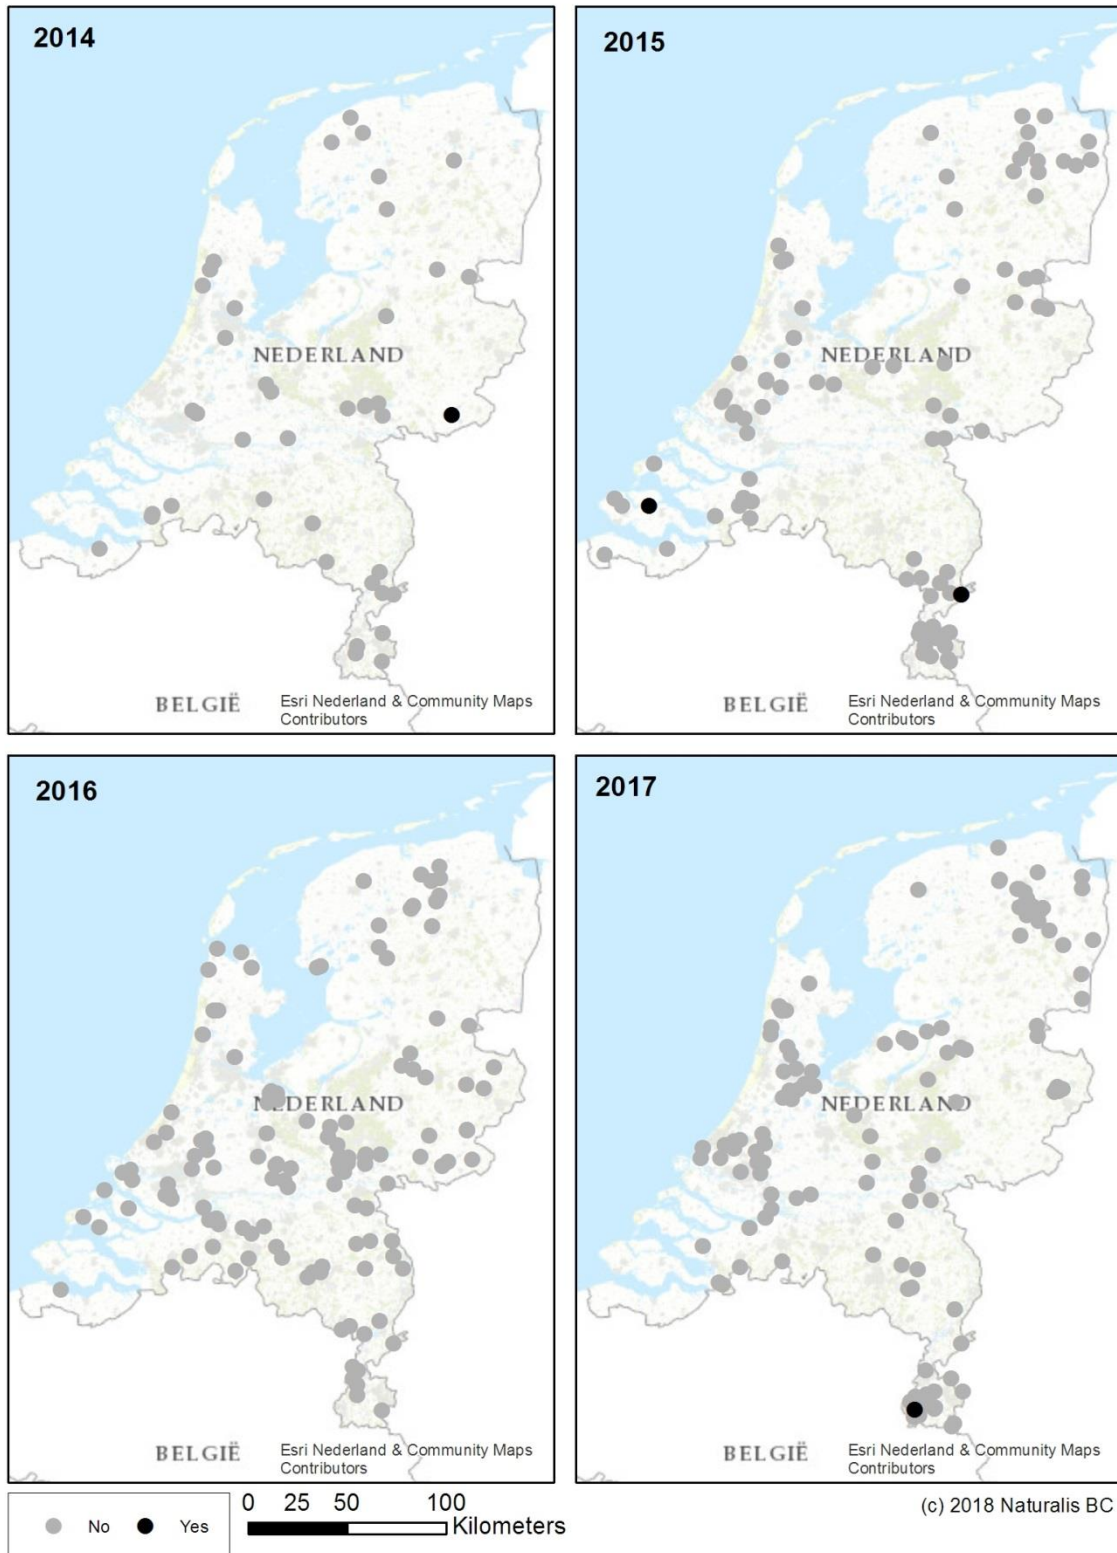 2014
NEDERLAND
BELGIË
Esri Nederland & Community Maps
Contributors
2015
NEDERLAND
BELGIË
Esri Nederland & Community Maps
Contributors
2016
NEDERLAND
BELGIË
Esri Nederland & Community Maps
Contributors
2017
NEDERLAND
BELGIË
Esri Nederland & Community Maps
Contributors
No Yes
0 25 50 100
Kilometers
(c) 2018 Naturalis BC